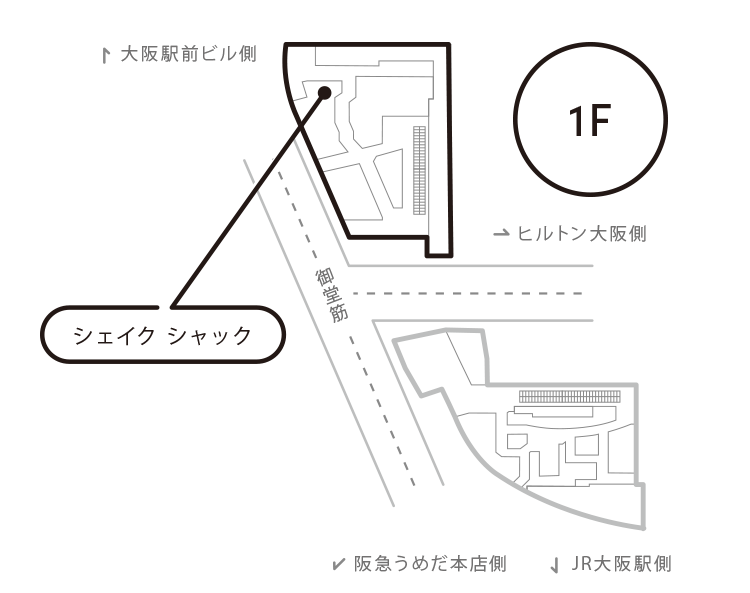 大阪駅前ビル側
1F
ヒルトン大阪側
御堂筋
シェイク シャック
阪急うめだ本店側
JR大阪駅側